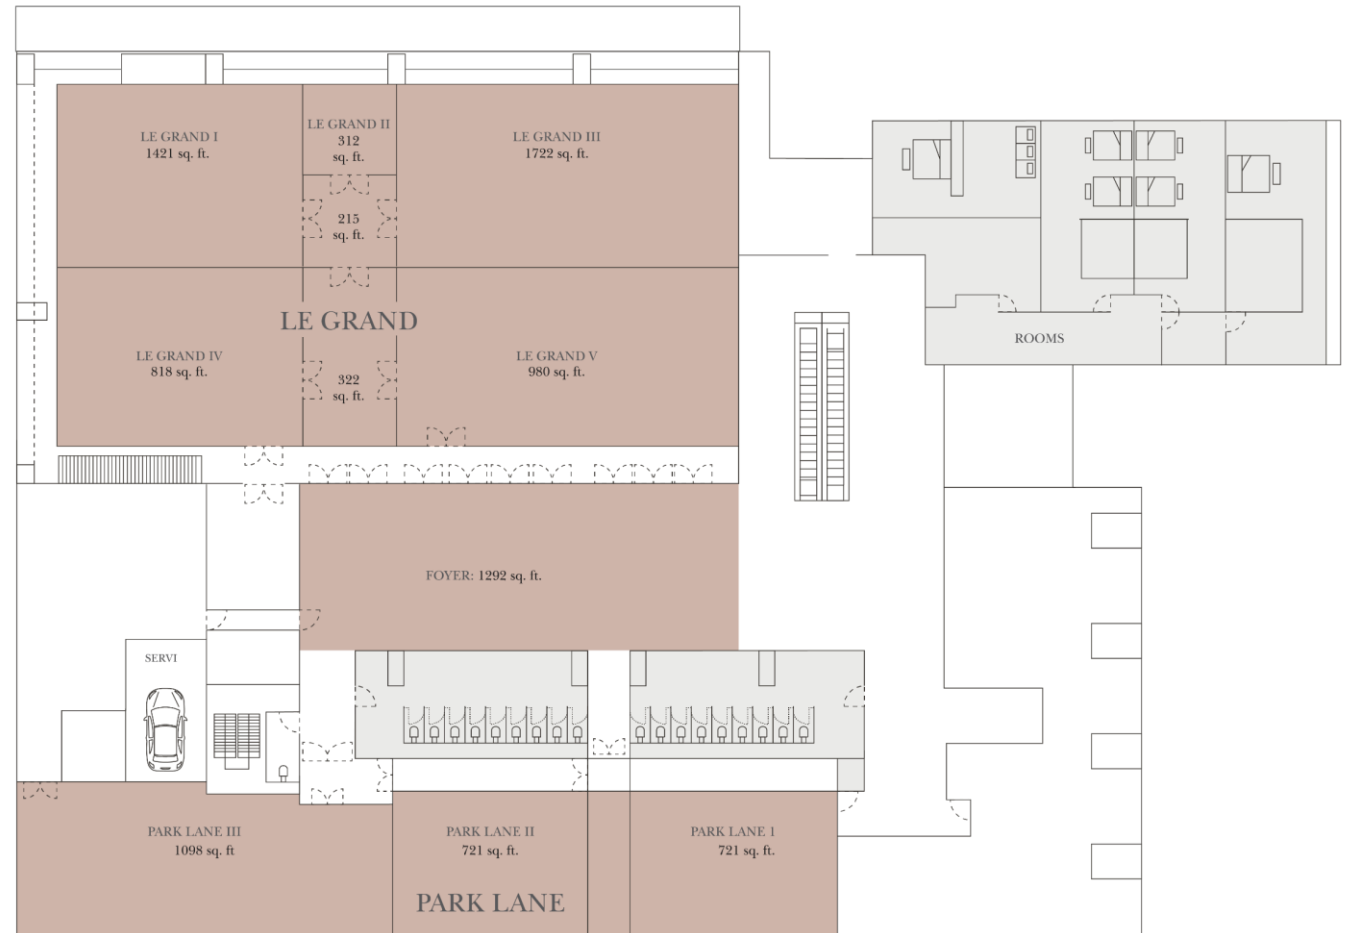 LE GRAND I
1421 sq. ft.
LE GRAND II
312
sq. ft.
LE GRAND III
1722 sq. ft.
215
sq. ft.
LE GRAND
LE GRAND IV
818 sq. ft.
322
sq. ft.
LE GRAND V
980 sq. ft.
ROOMS
FOYER: 1292 sq. ft.
SERVI
PARK LANE III
1098 sq. ft
PARK LANE II
721 sq. ft.
PARK LANE 1
721 sq. ft.
PARK LANE